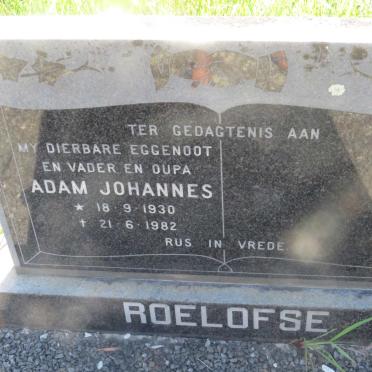 TER GEDAGTENIS AAN
MY DIERBARE EGGENOOT
EN VADER EN OUPA
ADAM JOHANNES
* 18-9-1930
† 21-6-1982
RUS IN VREDE
ROELOFSE